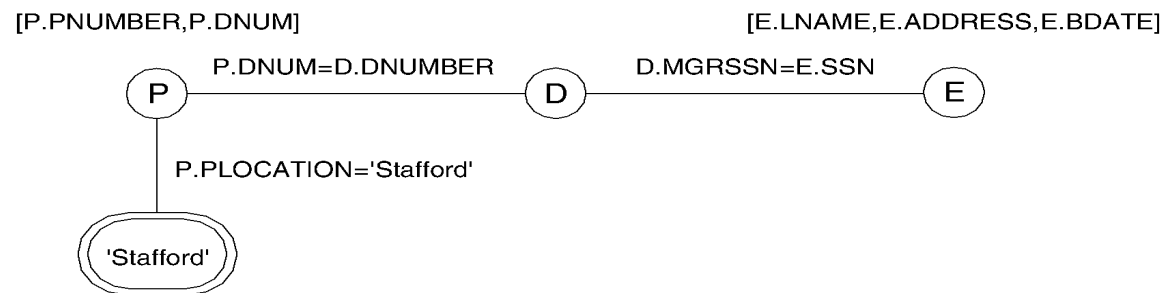 [P.PNUMBER,P.DNUM] [E.LNAME,E.ADDRESS,E.BDATE]
P.DNUM=D.DNUMBER D.MGRSSN=E.SSN
P D E
P.PLOCATION='Stafford'
'Stafford'